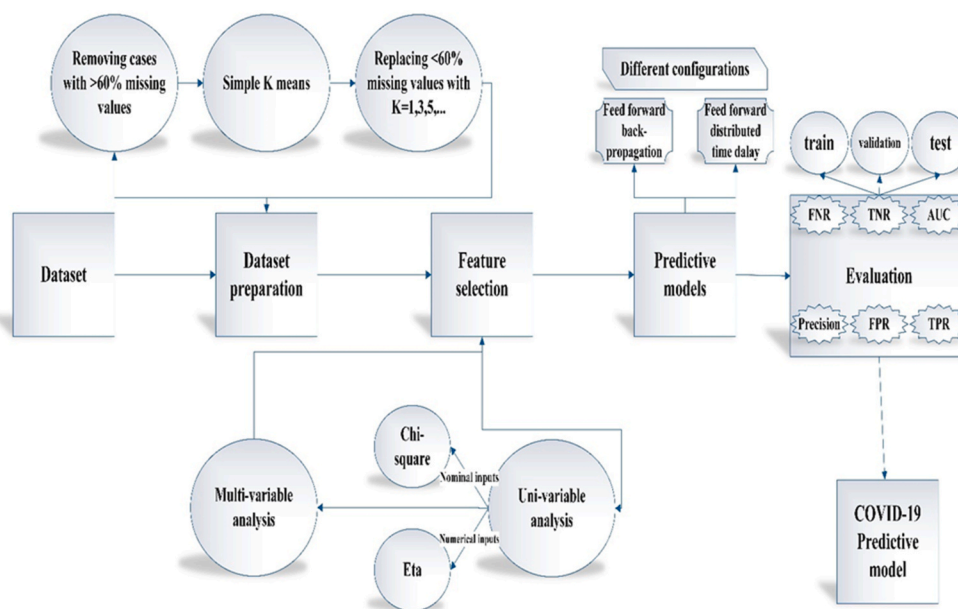 Removing cases
with >60% missing
values
Simple K means
Replacing <60%
missing values with
K=1,3,5,...
Different configurations
Feed forward
back-
propagation
Feed forward
distributed
time dalay
train
validation
test
FNR
TNR
AUC
Dataset
Dataset
preparation
Feature
selection
Predictive
models
Evaluation
Precision
FPR
TPR
Chi-
square
Nominal inputs
Multi-variable
analysis
Uni-variable
analysis
Numerical inputs
Eta
COVID-19
Predictive
model